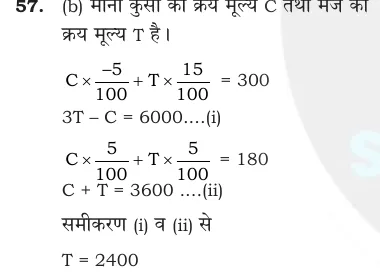 57. (b) माना कुर्सी का क्रय मूल्य C तथा मेज का
क्रय मूल्य T है।
C × -5/100 + T × 15/100 = 300
3T – C = 6000....(i)
C × 5/100 + T × 5/100 = 180
C + T = 3600 ....(ii)
समीकरण (i) व (ii) से
T = 2400